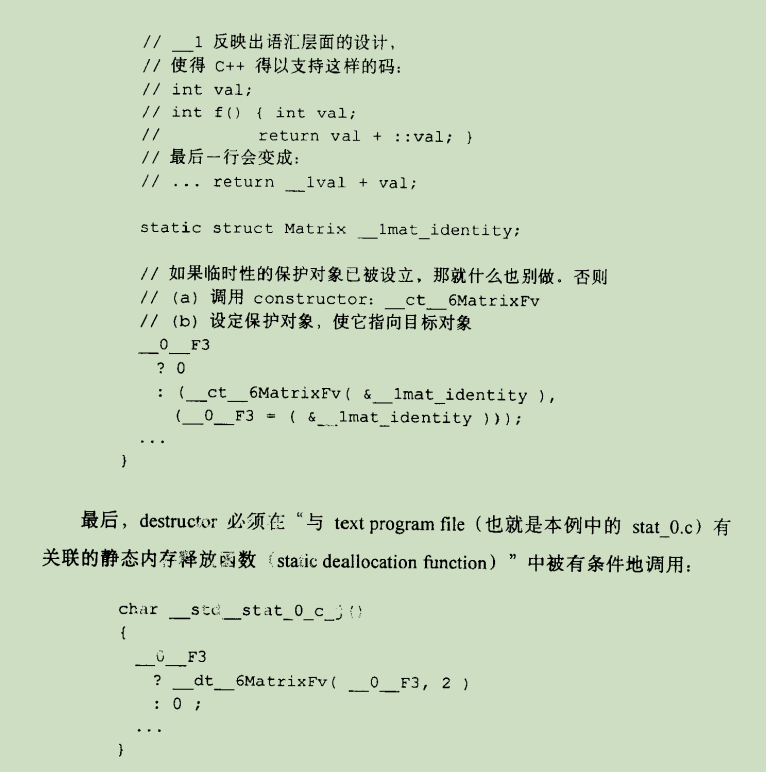 // __1 反映出语汇层面的设计，
// 使得 C++ 得以支持这样的码：
// int val;
// int f() { int val;
//          return val + ::val; }
// 最后一行会变成：
// ... return __1val + val;
static struct Matrix __1mat_identity;
// 如果临时性的保护对象已被设立，那就什么也别做。否则
// (a) 调用 constructor：__ct__6MatrixFv
// (b) 设定保护对象，使它指向目标对象
__0__F3
? 0
: (__ct__6MatrixFv( &__1mat_identity ),
(__0__F3 = ( &__1mat_identity )));
...
}
最后，destructor 必须在“与 text program file（也就是本例中的 stat_0.c）有
关联的静态内存释放函数（static deallocation function）”中被有条件地调用：
char __std__stat_0_c_j()
{
__0__F3
? __dt__6MatrixFv( __0__F3, 2 )
: 0 ;
...
}